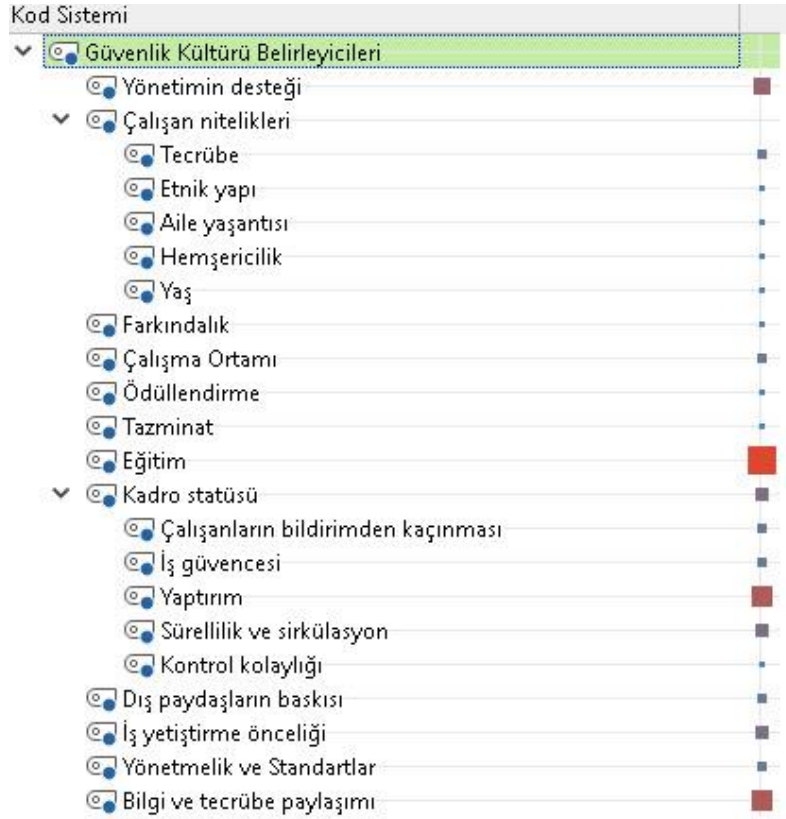 Kod Sistemi
Güvenlik Kültürü Belirleyicileri
Yönetimin desteği
Çalışan nitelikleri
Tecrübe
Etnik yapı
Aile yaşantısı
Hemşericilik
Yaş
Farkındalık
Çalışma Ortamı
Ödüllendirme
Tazminat
Eğitim
Kadro statüsü
Çalışanların bildirimden kaçınması
İş güvencesi
Yaptırım
Sürellilik ve sirkülasyon
Kontrol kolaylığı
Dış paydaşların baskısı
İş yetiştirme önceliği
Yönetmelik ve Standartlar
Bilgi ve tecrübe paylaşımı